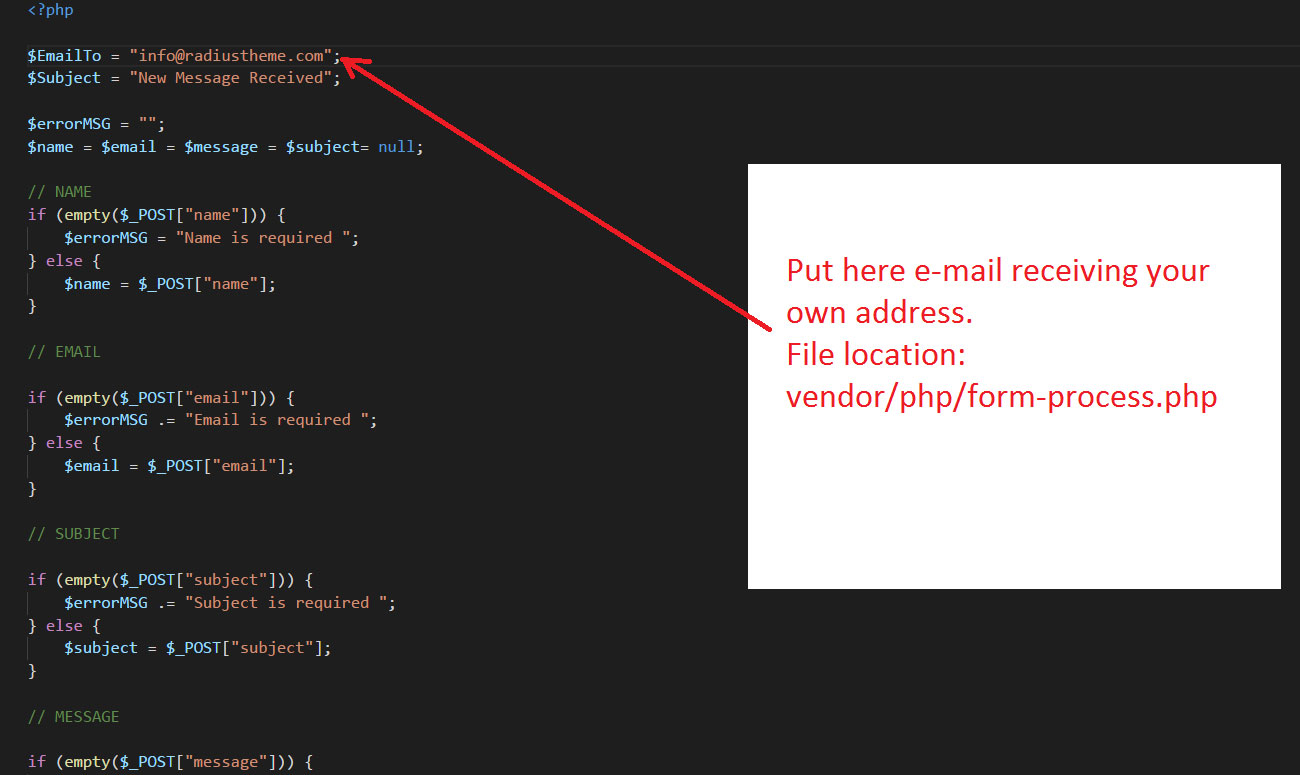 <?php
$EmailTo = "info@radiustheme.com";
$Subject = "New Message Received";
$errorMSG = "";
$name = $email = $message = $subject= null;
// NAME
if (empty($_POST["name"])) {
    $errorMSG = "Name is required ";
} else {
    $name = $_POST["name"];
}
// EMAIL
if (empty($_POST["email"])) {
    $errorMSG .= "Email is required ";
} else {
    $email = $_POST["email"];
}
// SUBJECT
if (empty($_POST["subject"])) {
    $errorMSG .= "Subject is required ";
} else {
    $subject = $_POST["subject"];
}
// MESSAGE
if (empty($_POST["message"])) {
Put here e-mail receiving your
own address.
File location:
vendor/php/form-process.php